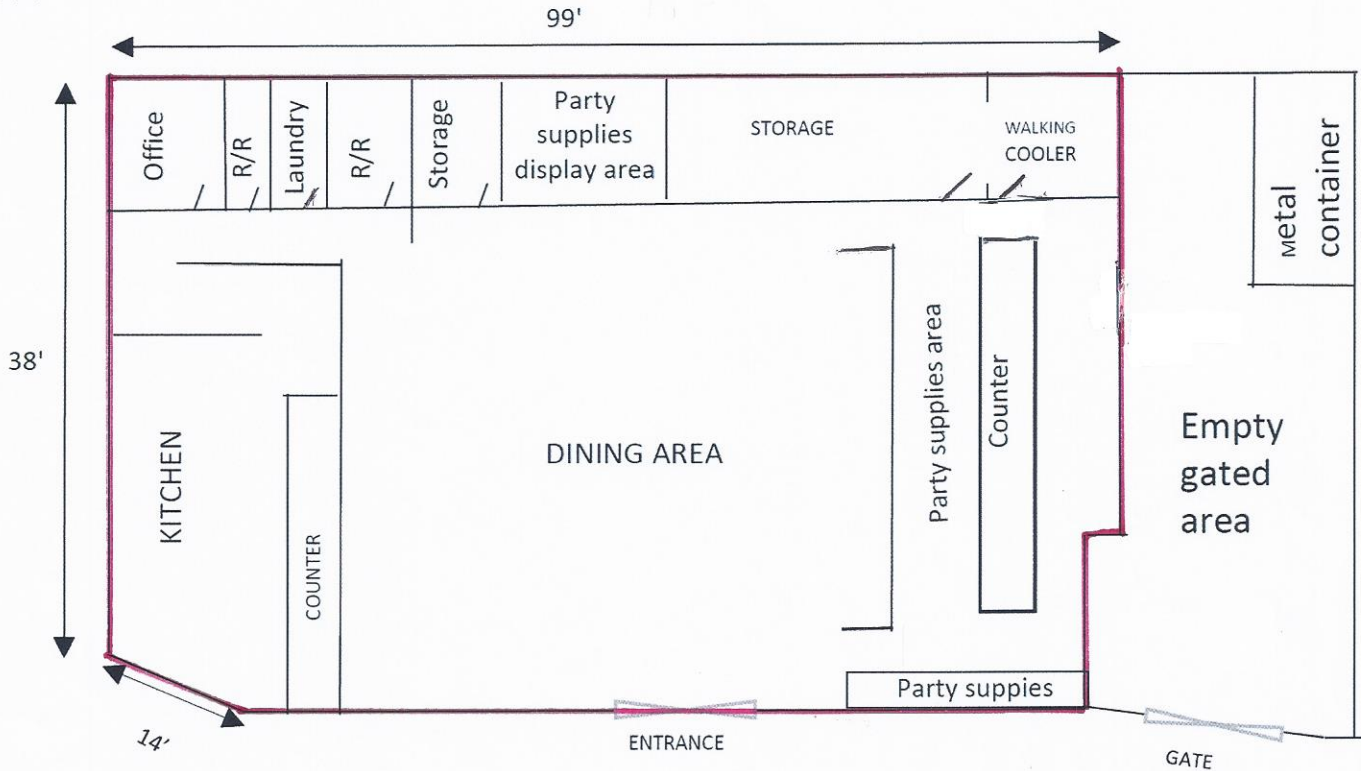 99'
Office
R/R
Laundry
R/R
Storage
Party
supplies
display area
STORAGE
WALKING
COOLER
Metal
container
38'
KITCHEN
COUNTER
DINING AREA
Party supplies area
Counter
Empty
gated
area
Party suppies
14'
ENTRANCE
GATE